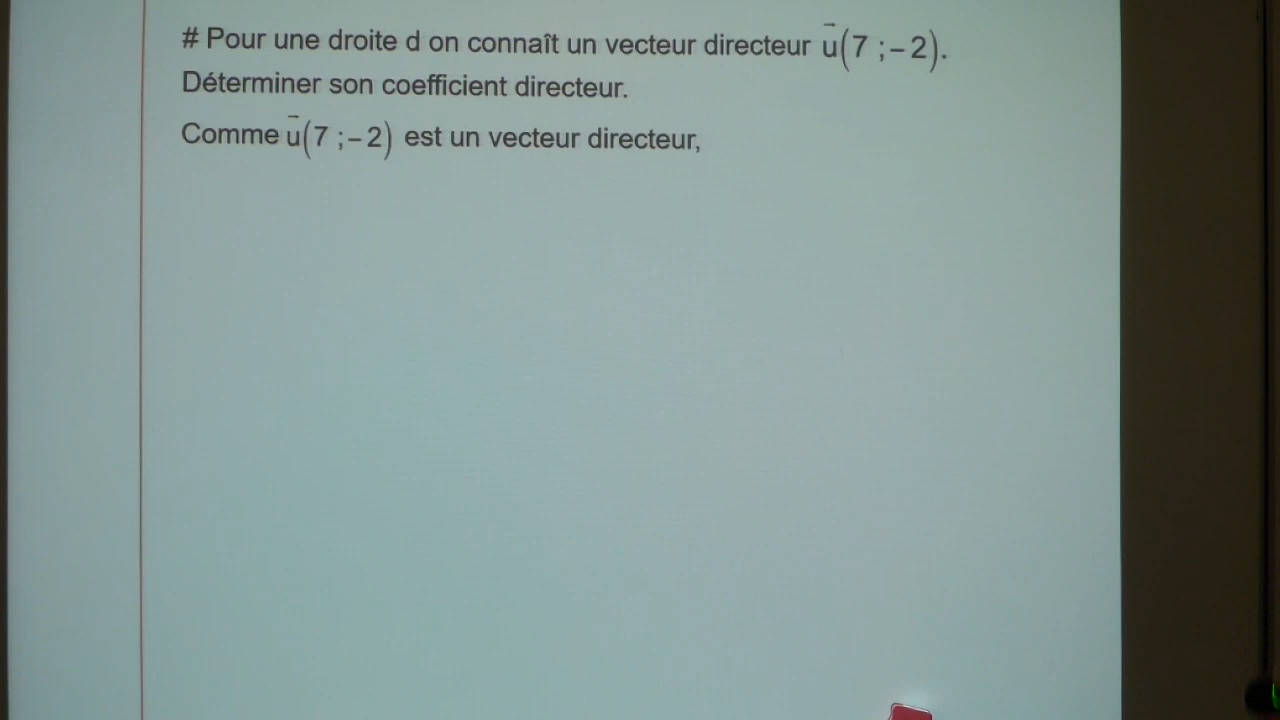 # Pour une droite d on connaît un vecteur directeur u⃗(7 ;−2).
Déterminer son coefficient directeur.
Comme u⃗(7 ;−2) est un vecteur directeur,